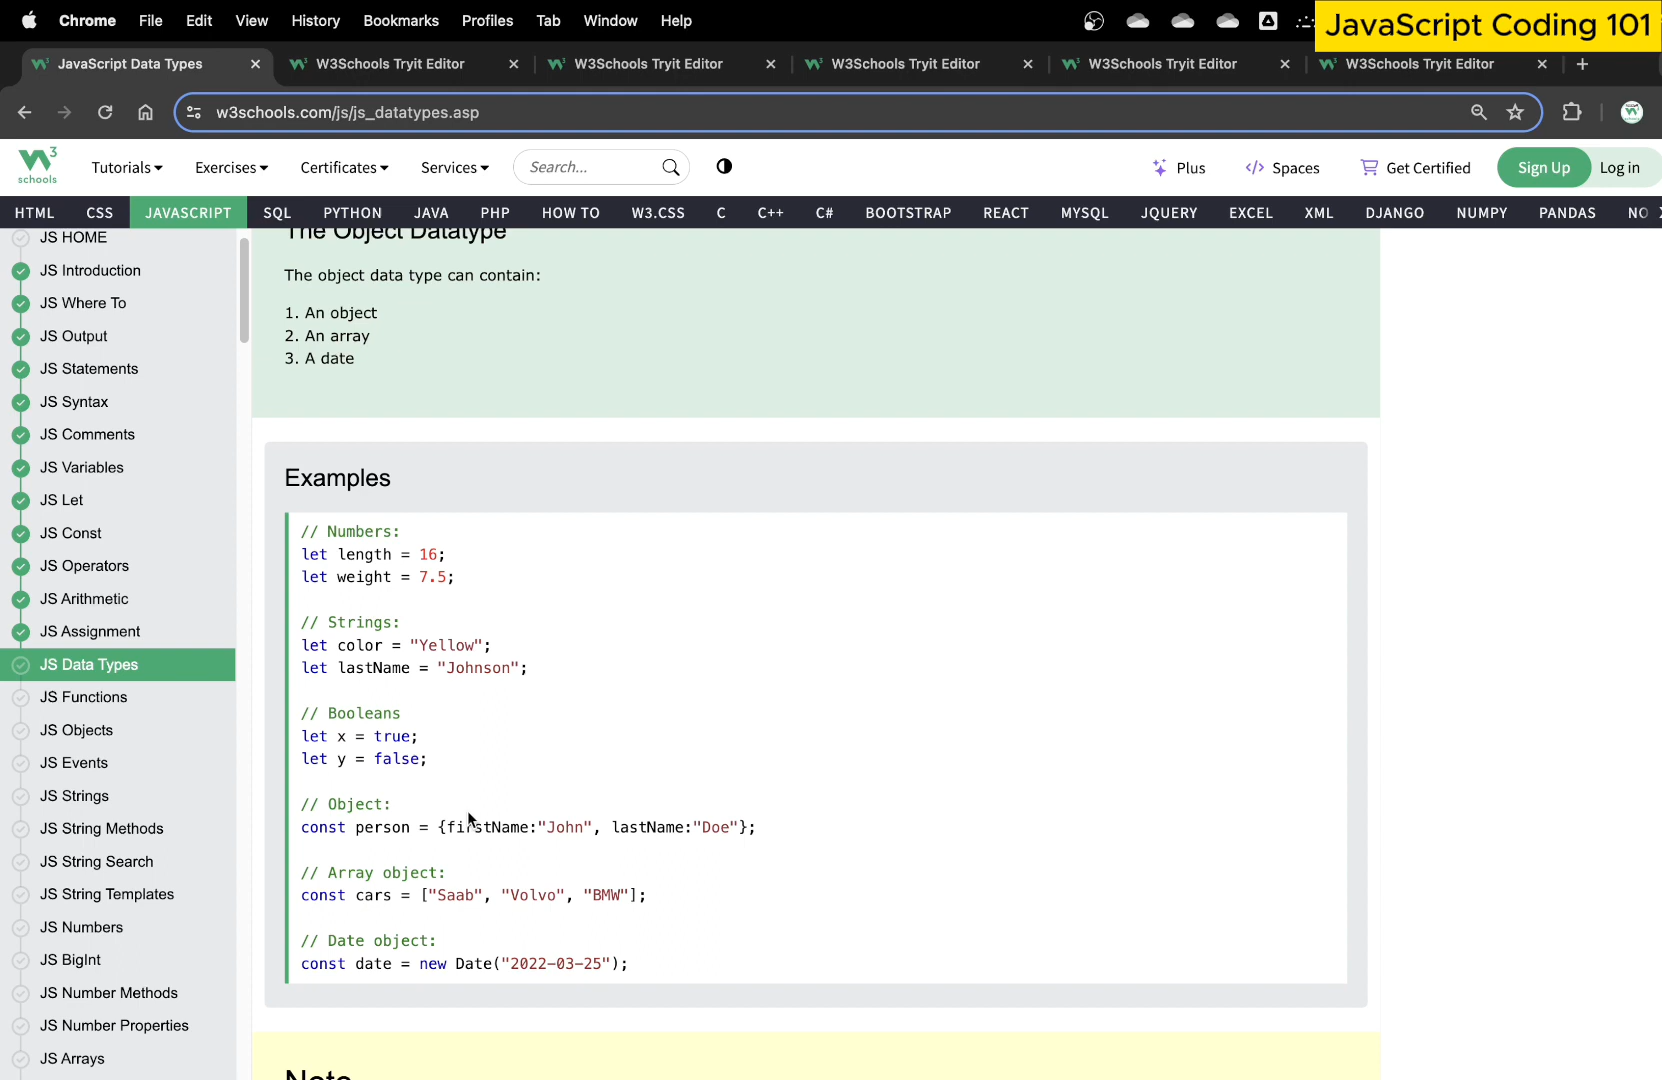 Chrome File Edit View History Bookmarks Profiles Tab Window Help
JavaScript Coding 101
JavaScript Data Types W3Schools Tryit Editor W3Schools Tryit Editor W3Schools Tryit Editor W3Schools Tryit Editor W3Schools Tryit Editor
w3schools.com/js/js_datatypes.asp
W3 schools Tutorials Exercises Certificates Services Search... Plus Spaces Get Certified Sign Up Log in
HTML CSS JAVASCRIPT SQL PYTHON JAVA PHP HOW TO W3.CSS C C++ C# BOOTSTRAP REACT MYSQL JQUERY EXCEL XML DJANGO NUMPY PANDAS
JS HOME
JS Introduction
JS Where To
JS Output
JS Statements
JS Syntax
JS Comments
JS Variables
JS Let
JS Const
JS Operators
JS Arithmetic
JS Assignment
JS Data Types
JS Functions
JS Objects
JS Events
JS Strings
JS String Methods
JS String Search
JS String Templates
JS Numbers
JS BigInt
JS Number Methods
JS Number Properties
JS Arrays
The Object Datatype
The object data type can contain:
1. An object
2. An array
3. A date
Examples
// Numbers:
let length = 16;
let weight = 7.5;
// Strings:
let color = "Yellow";
let lastName = "Johnson";
// Booleans
let x = true;
let y = false;
// Object:
const person = {firstName:"John", lastName:"Doe"};
// Array object:
const cars = ["Saab", "Volvo", "BMW"];
// Date object:
const date = new Date("2022-03-25");
Note